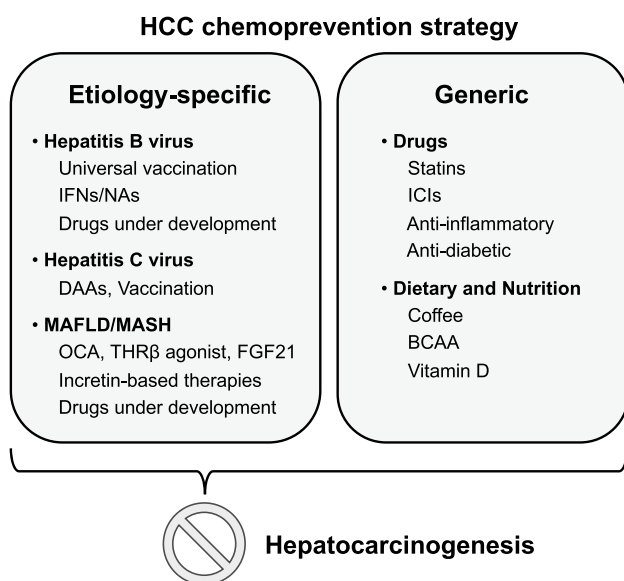 HCC chemoprevention strategy
Etiology-specific
• Hepatitis B virus
Universal vaccination
IFNs/NAs
Drugs under development
• Hepatitis C virus
DAAs, Vaccination
• MAFLD/MASH
OCA, THRβ agonist, FGF21
Incretin-based therapies
Drugs under development
Generic
• Drugs
Statins
ICIs
Anti-inflammatory
Anti-diabetic
• Dietary and Nutrition
Coffee
BCAA
Vitamin D
Hepatocarcinogenesis